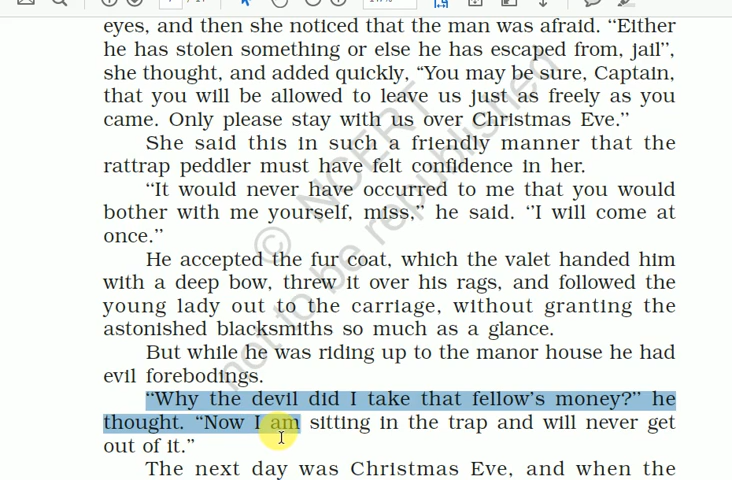 eyes, and then she noticed that the man was afraid. “Either
he has stolen something or else he has escaped from, jail”,
she thought, and added quickly, “You may be sure, Captain,
that you will be allowed to leave us just as freely as you
came. Only please stay with us over Christmas Eve.”
She said this in such a friendly manner that the
rattrap peddler must have felt confidence in her.
“It would never have occurred to me that you would
bother with me yourself, miss,” he said. ‘’I will come at
once.”
He accepted the fur coat, which the valet handed him
with a deep bow, threw it over his rags, and followed the
young lady out to the carriage, without granting the
astonished blacksmiths so much as a glance.
But while he was riding up to the manor house he had
evil forebodings.
“Why the devil did I take that fellow’s money?” he
thought. “Now I am sitting in the trap and will never get
out of it.”
The next day was Christmas Eve, and when the
© NCERT
not to be republished